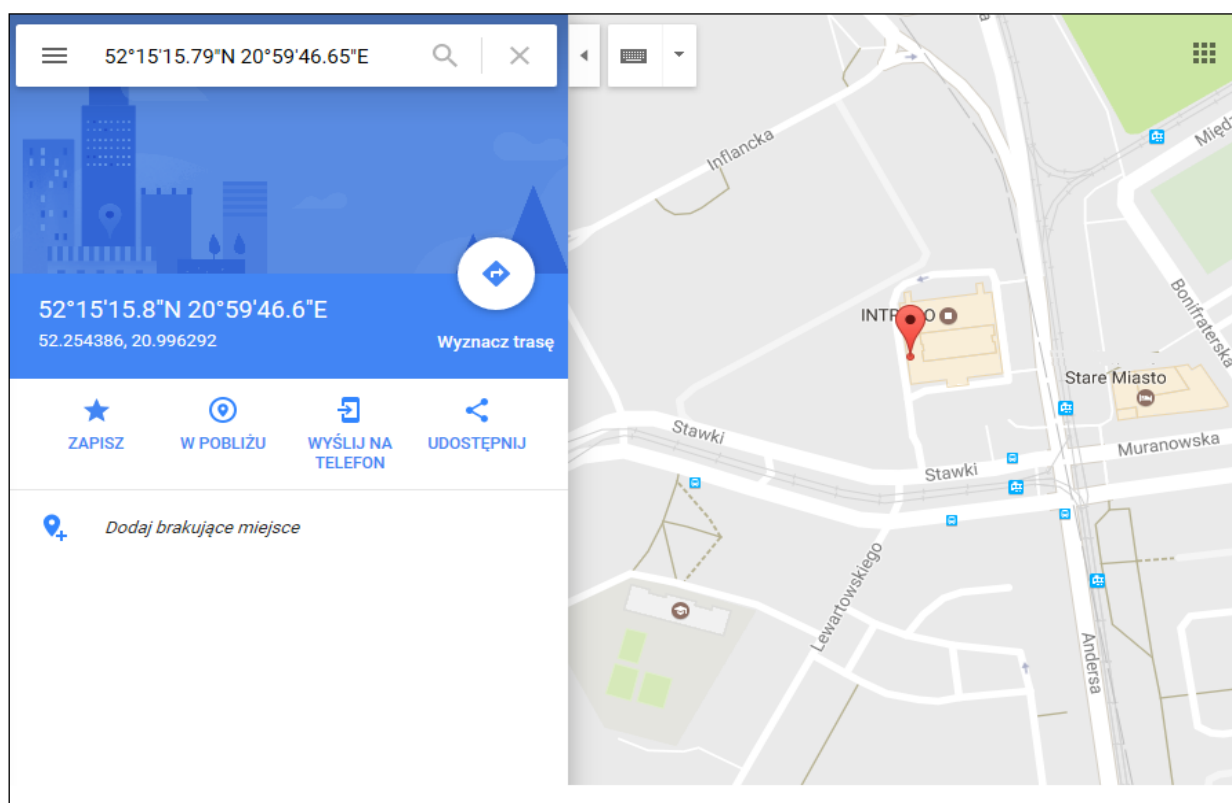 52°15'15.79"N 20°59'46.65"E
52°15'15.8"N 20°59'46.6"E
52.254386, 20.996292
Wyznacz trasę
ZAPISZ
W POBLIŻU
WYŚLIJ NA
TELEFON
UDOSTĘPNIJ
Dodaj brakujące miejsce
Inflancka
Bonifraterska
Stare Miasto
Stawki
Stawki
Muranowska
Lewartowskiego
Andersa